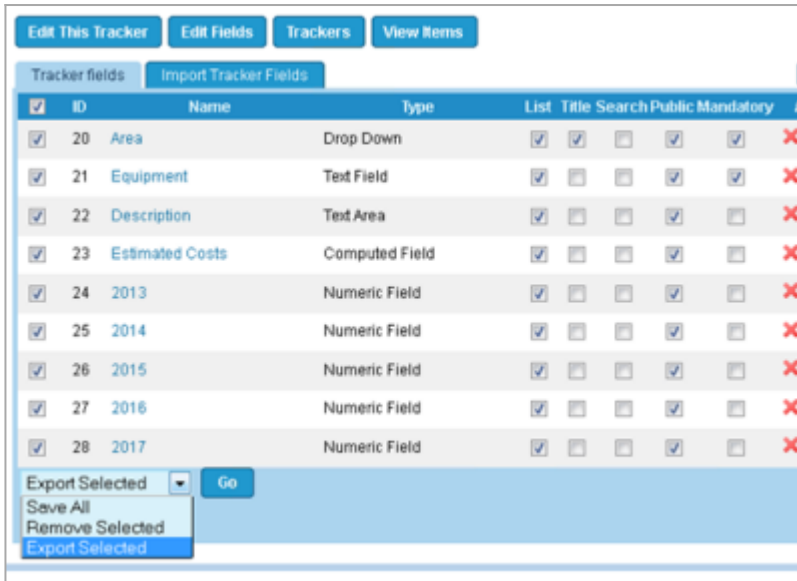 Edit This Tracker Edit Fields Trackers View Items
Tracker fields Import Tracker Fields
ID Name Type List Title Search Public Mandatory
20 Area Drop Down
21 Equipment Text Field
22 Description Text Area
23 Estimated Costs Computed Field
24 2013 Numeric Field
25 2014 Numeric Field
26 2015 Numeric Field
27 2016 Numeric Field
28 2017 Numeric Field
Export Selected Go
Save All
Remove Selected
Export Selected